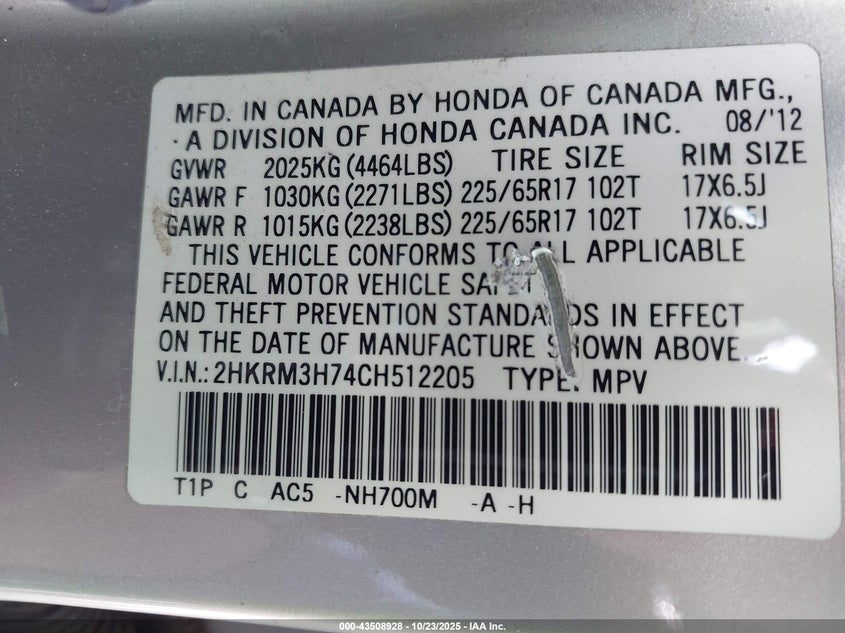 MFD. IN CANADA BY HONDA OF CANADA MFG.,
A DIVISION OF HONDA CANADA INC. 08/'12
GVWR 2025KG (4464LBS) TIRE SIZE RIM SIZE
GAWR F 1030KG (2271LBS) 225/65R17 102T 17X6.5J
GAWR R 1015KG (2238LBS) 225/65R17 102T 17X6.5J
THIS VEHICLE CONFORMS TO ALL APPLICABLE
FEDERAL MOTOR VEHICLE
AND THEFT PREVENTION STANDARDS IN EFFECT
ON THE DATE OF MANUFACTURE SHOWN ABOVE.
V.I.N.: 2HKRM3H74CH512205 TYPE: MPV
T1P C AC5 -NH700M -A -H
000-43508928 - 10/23/2025 - IAA Inc.